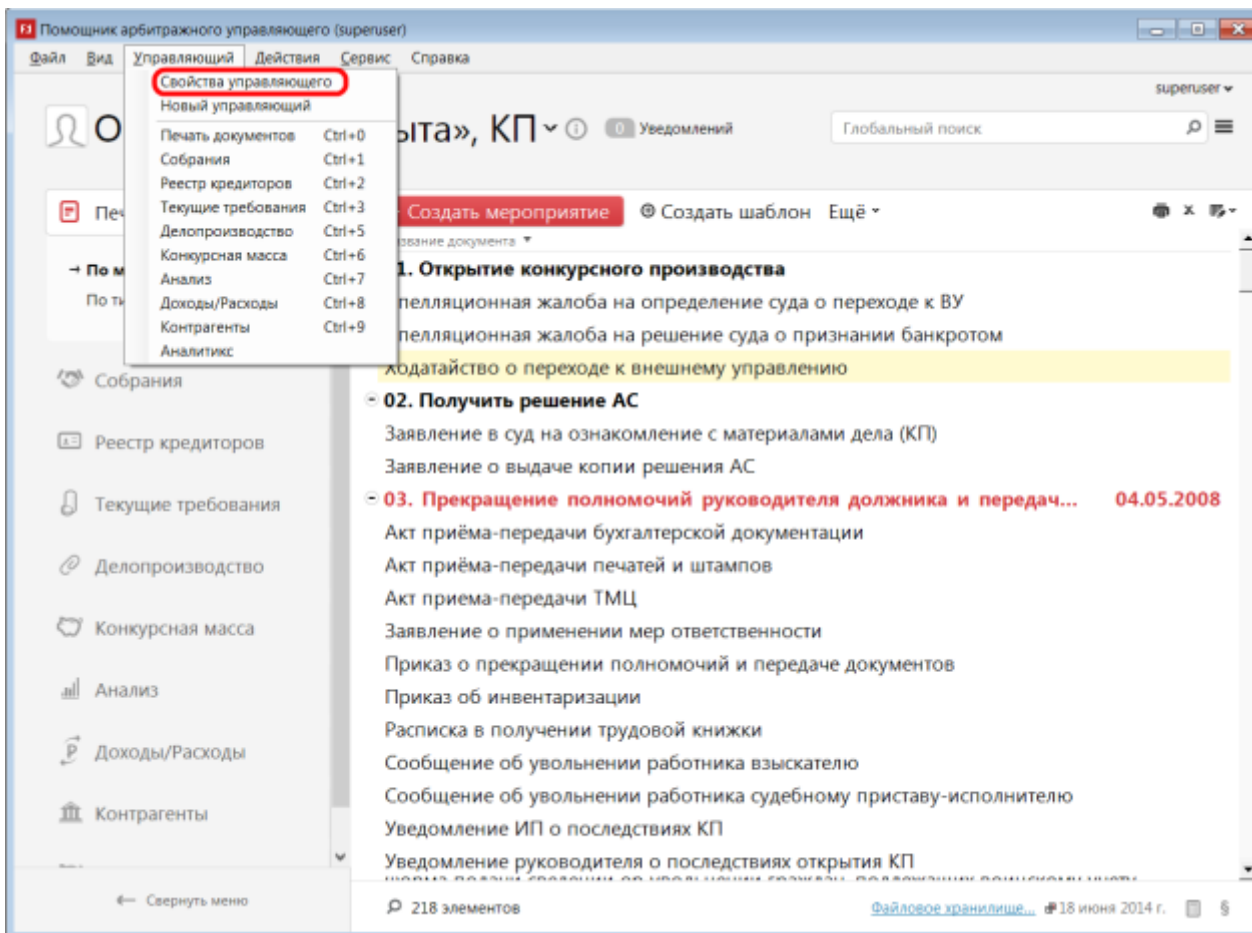 Помощник арбитражного управляющего (superuser)
Файл Вид Управляющий Действия Сервис Справка
Свойства управляющего
Новый управляющий
Печать документов Ctrl+0
Собрания Ctrl+1
Реестр кредиторов Ctrl+2
Текущие требования Ctrl+3
Делопроизводство Ctrl+5
Конкурсная масса Ctrl+6
Анализ Ctrl+7
Доходы/Расходы Ctrl+8
Контрагенты Ctrl+9
Аналитикс
superuser
О ыта», КП 0 Уведомлений Глобальный поиск
Печ
→ По м
По ти
Собрания
Реестр кредиторов
Текущие требования
Делопроизводство
Конкурсная масса
Анализ
Доходы/Расходы
Контрагенты
← Свернуть меню
Создать мероприятие Создать шаблон Ещё
звание документа
1. Открытие конкурсного производства
пелляционная жалоба на определение суда о переходе к ВУ
пелляционная жалоба на решение суда о признании банкротом
Ходатайство о переходе к внешнему управлению
02. Получить решение АС
Заявление в суд на ознакомление с материалами дела (КП)
Заявление о выдаче копии решения АС
03. Прекращение полномочий руководителя должника и передач... 04.05.2008
Акт приёма-передачи бухгалтерской документации
Акт приёма-передачи печатей и штампов
Акт приема-передачи ТМЦ
Заявление о применении мер ответственности
Приказ о прекращении полномочий и передаче документов
Приказ об инвентаризации
Расписка в получении трудовой книжки
Сообщение об увольнении работника взыскателю
Сообщение об увольнении работника судебному приставу-исполнителю
Уведомление ИП о последствиях КП
Уведомление руководителя о последствиях открытия КП
218 элементов Файловое хранилище... 18 июня 2014 г. §